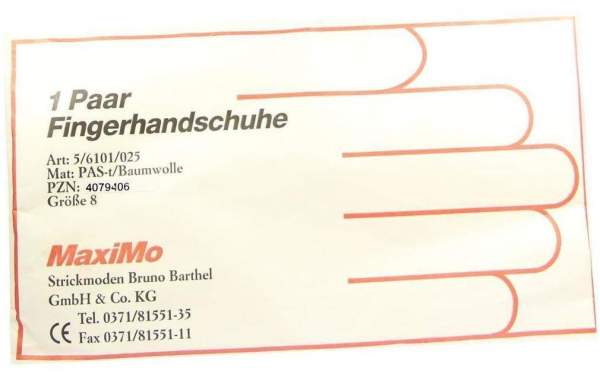 1 Paar
Fingerhandschuhe
Art: 5/6101/025
Mat: PAS-t/Baumwolle
PZN: 4079406
Größe 8
MaxiMo
Strickmoden Bruno Barthel
GmbH & Co. KG
Tel. 0371/81551-35
CE Fax 0371/81551-11